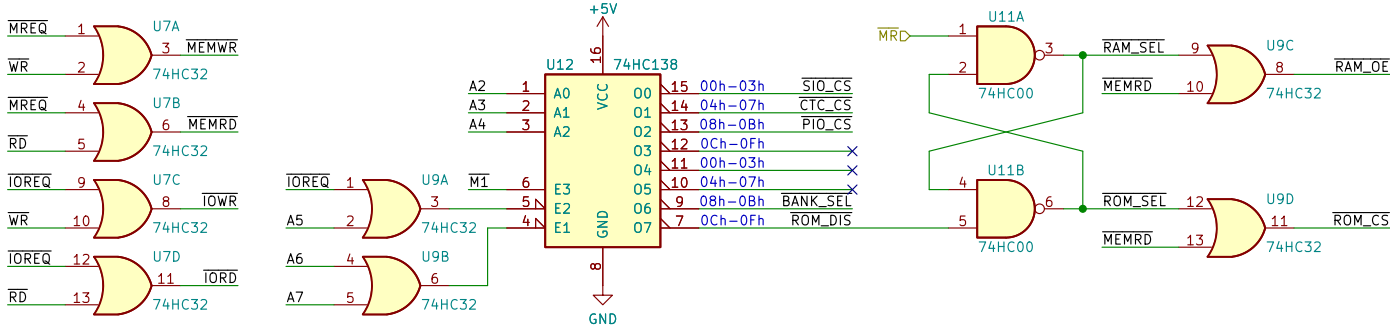 MREQ
1
U7A
3
MEMWR
WR
2
74HC32
MREQ
4
U7B
6
MEMRD
RD
5
74HC32
IOREQ
9
U7C
8
IOWR
WR
10
74HC32
IOREQ
12
U7D
11
IORD
RD
13
74HC32
IOREQ
1
U9A
3
A5
2
74HC32
A6
4
U9B
6
A7
5
74HC32
+5V
16
U12
74HC138
VCC
A2
1
A0
A3
2
A1
A4
3
A2
M1
6
E3
5
E2
4
E1
GND
8
GND
O0
15
00h-03h
SIO_CS
O1
14
04h-07h
CTC_CS
O2
13
08h-0Bh
PIO_CS
O3
12
0Ch-0Fh
O4
11
00h-03h
O5
10
04h-07h
O6
9
08h-0Bh
BANK_SEL
O7
7
0Ch-0Fh
ROM_DIS
MR
1
U11A
3
2
74HC00
4
U11B
6
5
74HC00
RAM_SEL
9
U9C
8
RAM_OE
MEMRD
10
74HC32
ROM_SEL
12
U9D
11
ROM_CS
MEMRD
13
74HC32